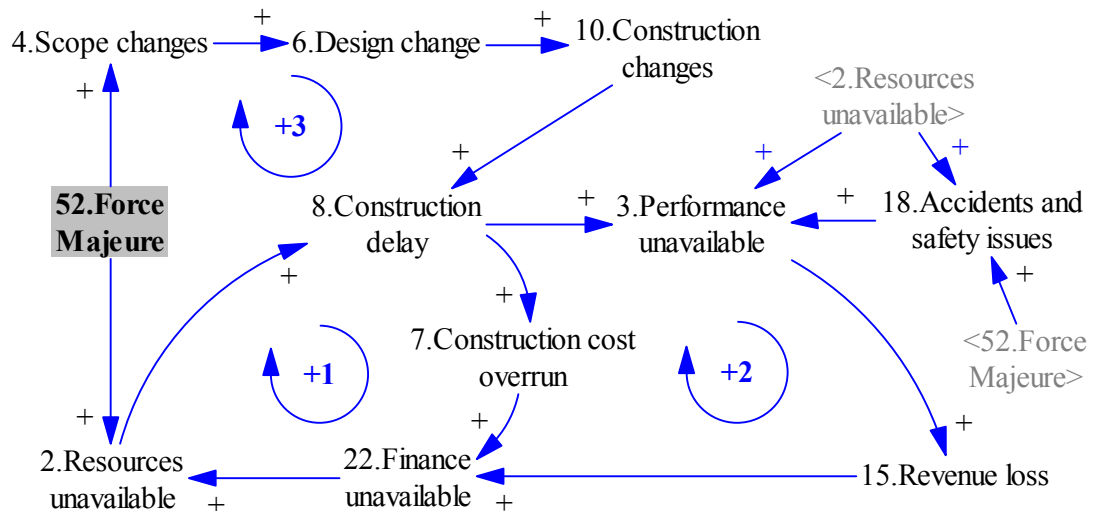 4.Scope changes
+
6.Design change
+
10.Construction
changes
<2.Resources
unavailable>
+
+3
+
+
+
52.Force
Majeure
8.Construction
delay
+
3.Performance
unavailable
+
18.Accidents and
safety issues
+
+
+
7.Construction cost
overrun
<52.Force
Majeure>
+1
+2
+
+
+
2.Resources
unavailable
+
22.Finance
unavailable
+
15.Revenue loss